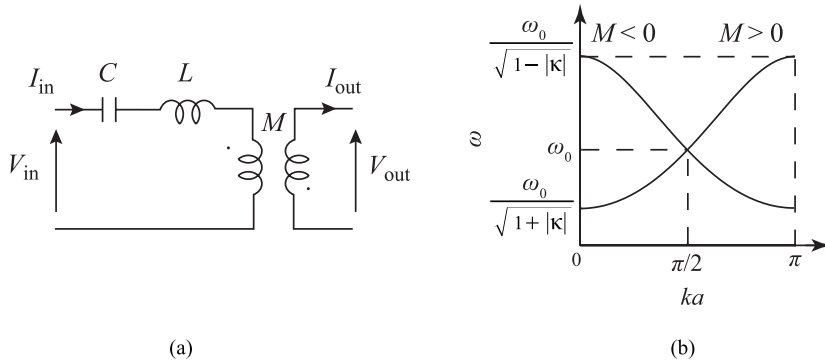 I_in
C
L
I_out
M
V_in
V_out
(a)
ω_0 / √(1−|κ|)
M < 0
M > 0
ω
ω_0
ω_0 / √(1+|κ|)
0
π/2
π
ka
(b)